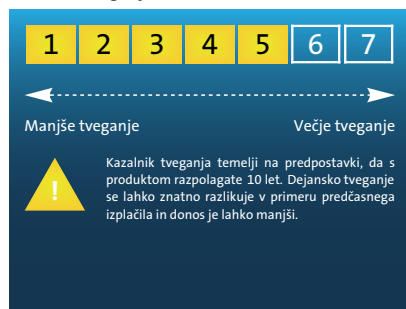 1 2 3 4 5 6 7
Manjše tveganje Večje tveganje
!
Kazalnik tveganja temelji na predpostavki, da s
produktom razpolagate 10 let. Dejansko tveganje
se lahko znatno razlikuje v primeru predčasnega
izplačila in donos je lahko manjši.